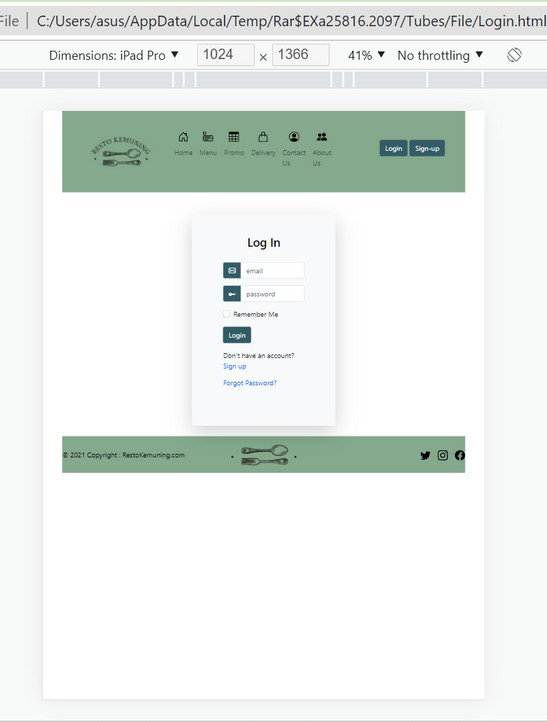 File | C:/Users/asus/AppData/Local/Temp/Rar$EXa25816.2097/Tubes/File/Login.html
Dimensions: iPad Pro ▼ 1024 × 1366 41% ▼ No throttling ▼
RESTO KEMUNING
Home Menu Promo Delivery Contact Us About Us
Login Sign-up
Log In
email
password
Remember Me
Login
Don't have an account?
Sign up
Forgot Password?
© 2021 Copyright : RestoKemuning.com